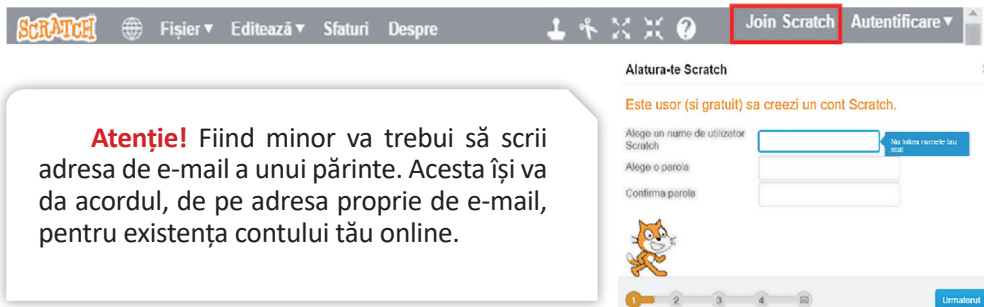 SCRATCH Fișier Editează Sfaturi Despre Join Scratch Autentificare
Atenție! Fiind minor va trebui să scrii
adresa de e-mail a unui părinte. Acesta își va
da acordul, de pe adresa proprie de e-mail,
pentru existența contului tău online.
Alatura-te Scratch
Este usor (si gratuit) sa creezi un cont Scratch.
Alege un nume de utilizator
Scratch
Nu folosi numele tau
real
Alege o parola
Confirma parola
1 2 3 4
Urmatorul